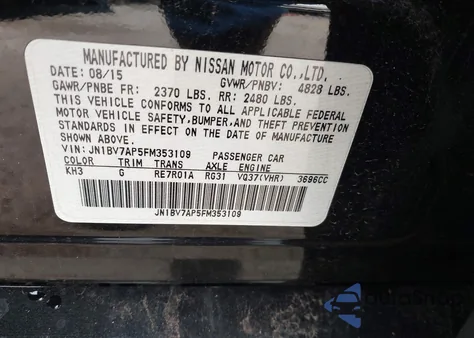 MANUFACTURED BY NISSAN MOTOR CO.,LTD.
DATE: 08/15 GVWR/PNBV: 4828 LBS.
GAWR/PNBE FR: 2370 LBS. RR: 2480 LBS.
THIS VEHICLE CONFORMS TO ALL APPLICABLE FEDERAL
MOTOR VEHICLE SAFETY, BUMPER, AND THEFT PREVENTION
STANDARDS IN EFFECT ON THE DATE OF MANUFACTURE
SHOWN ABOVE.
VIN: JN1BV7AP5FM353109 PASSENGER CAR
COLOR TRIM TRANS AXLE ENGINE
KH3 G RE7R01A RG31 VQ37(VHR) 3696CC
JN1BV7AP5FM353109